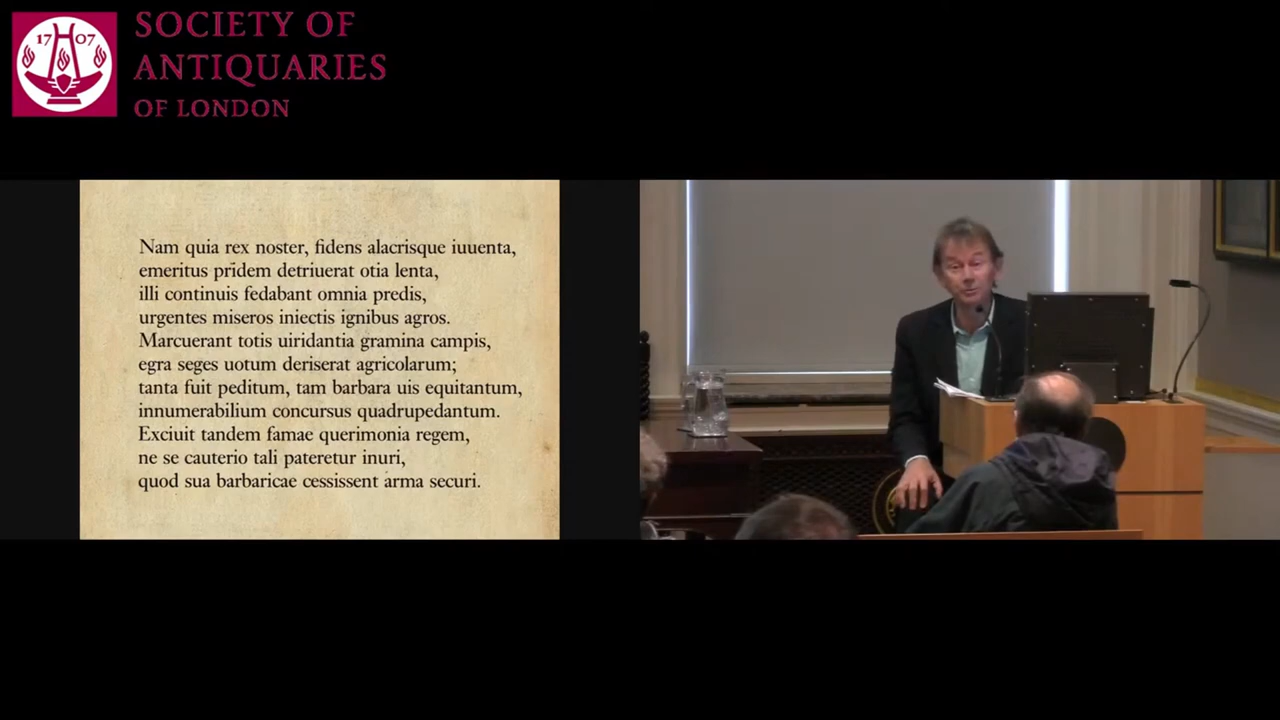 SOCIETY OF
ANTIQUARIES
OF LONDON
1707
Nam quia rex noster, fidens alacrisque iuuenta,
emeritus pridem detriuerat otia lenta,
illi continuis fedabant omnia predis,
urgentes miseros iniectis ignibus agros.
Marcuerant totis uiridantia gramina campis,
egra seges uotum deriserat agricolarum;
tanta fuit peditum, tam barbara uis equitantum,
innumerabilium concursus quadrupedantum.
Exciuit tandem famae querimonia regem,
ne se cauterio tali pateretur inuri,
quod sua barbaricae cessissent arma securi.